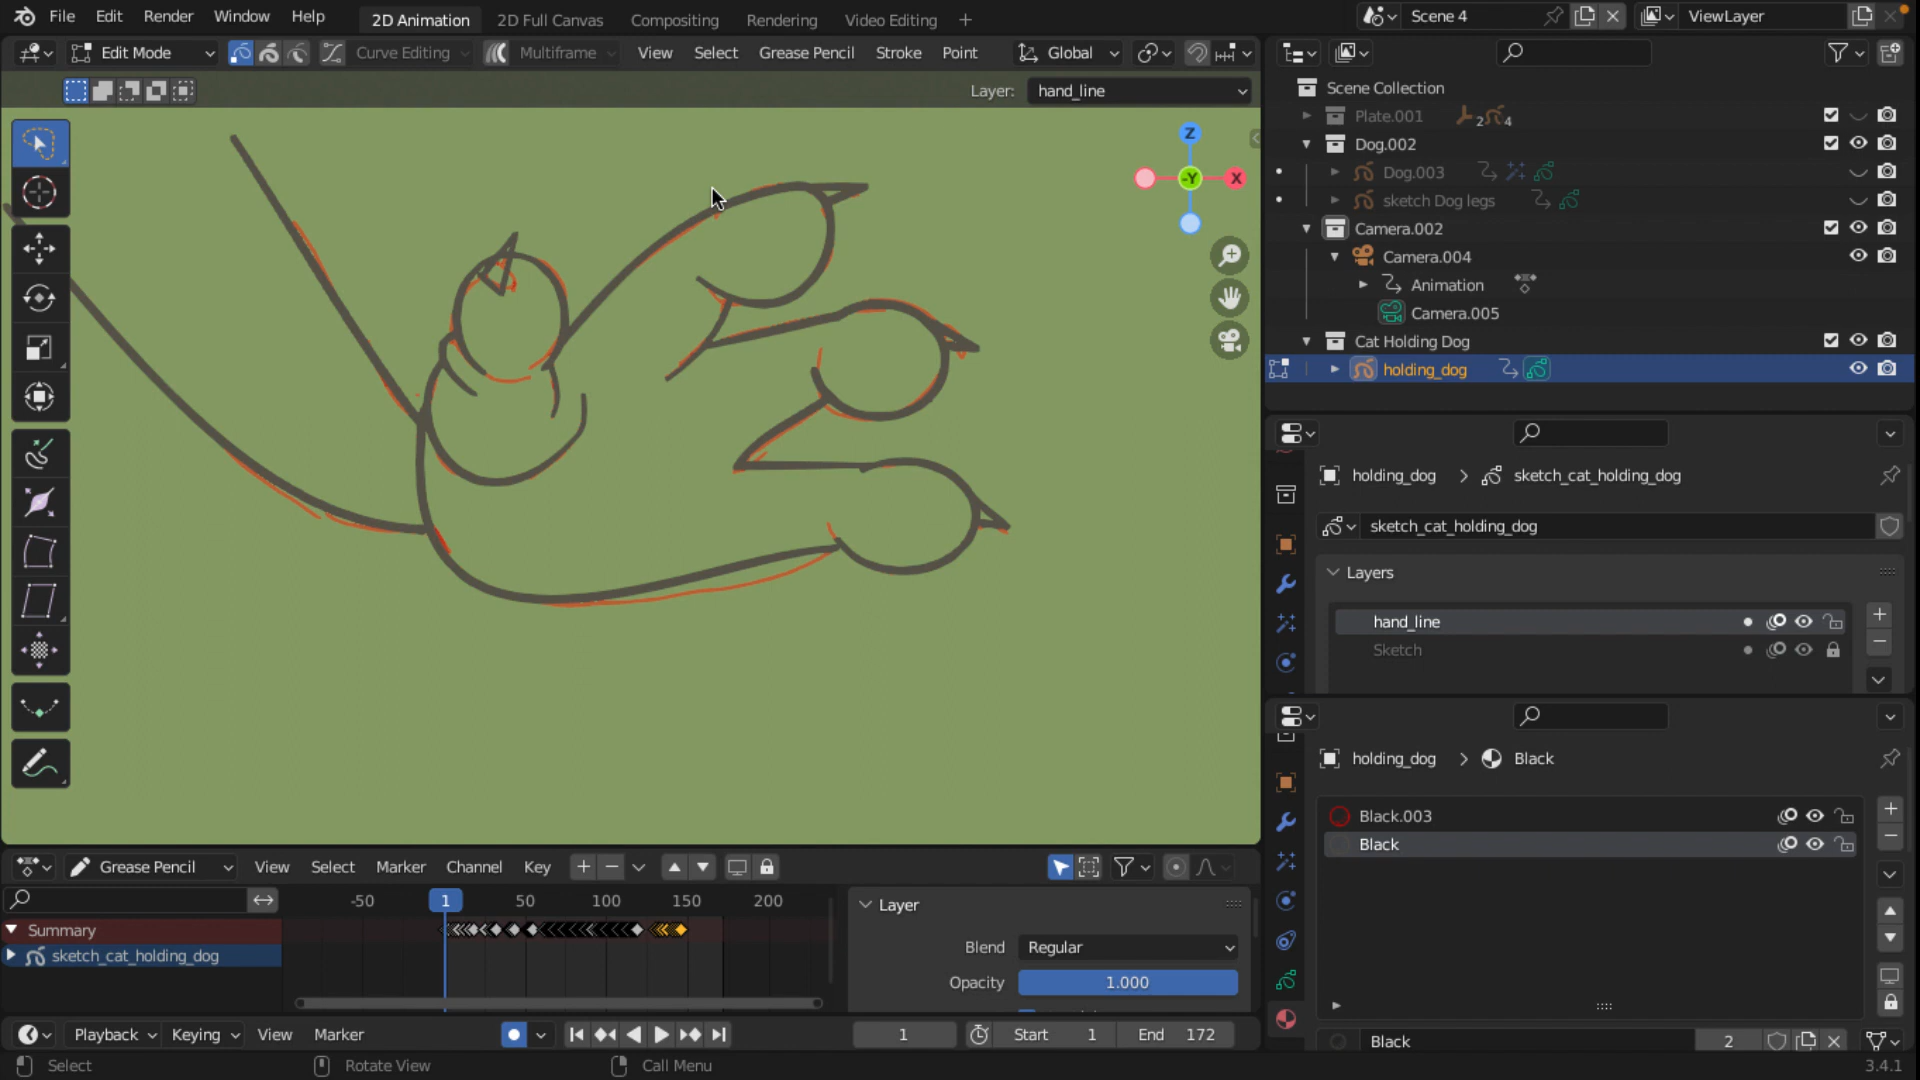 File Edit Render Window Help 2D Animation 2D Full Canvas Compositing Rendering Video Editing Scene 4 ViewLayer
Edit Mode Curve Editing Multiframe View Select Grease Pencil Stroke Point Global
Layer: hand_line
Z
-Y
X
Scene Collection
Plate.001 2 4
Dog.002
Dog.003
sketch Dog legs
Camera.002
Camera.004
Animation
Camera.005
Cat Holding Dog
holding_dog
holding_dog sketch_cat_holding_dog
sketch_cat_holding_dog
Layers
hand_line
Sketch
holding_dog Black
Black.003
Black
Black 2
Grease Pencil View Select Marker Channel Key
-50 1 50 100 150 200
Summary
sketch_cat_holding_dog
Layer
Blend Regular
Opacity 1.000
Playback Keying View Marker 1 Start 1 End 172
Select Rotate View Call Menu 3.4.1